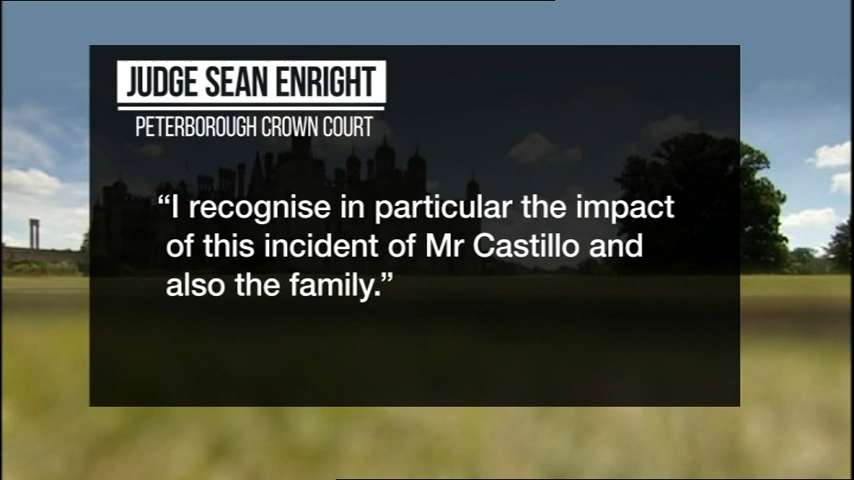 JUDGE SEAN ENRIGHT
PETERBOROUGH CROWN COURT
“I recognise in particular the impact
of this incident of Mr Castillo and
also the family.”